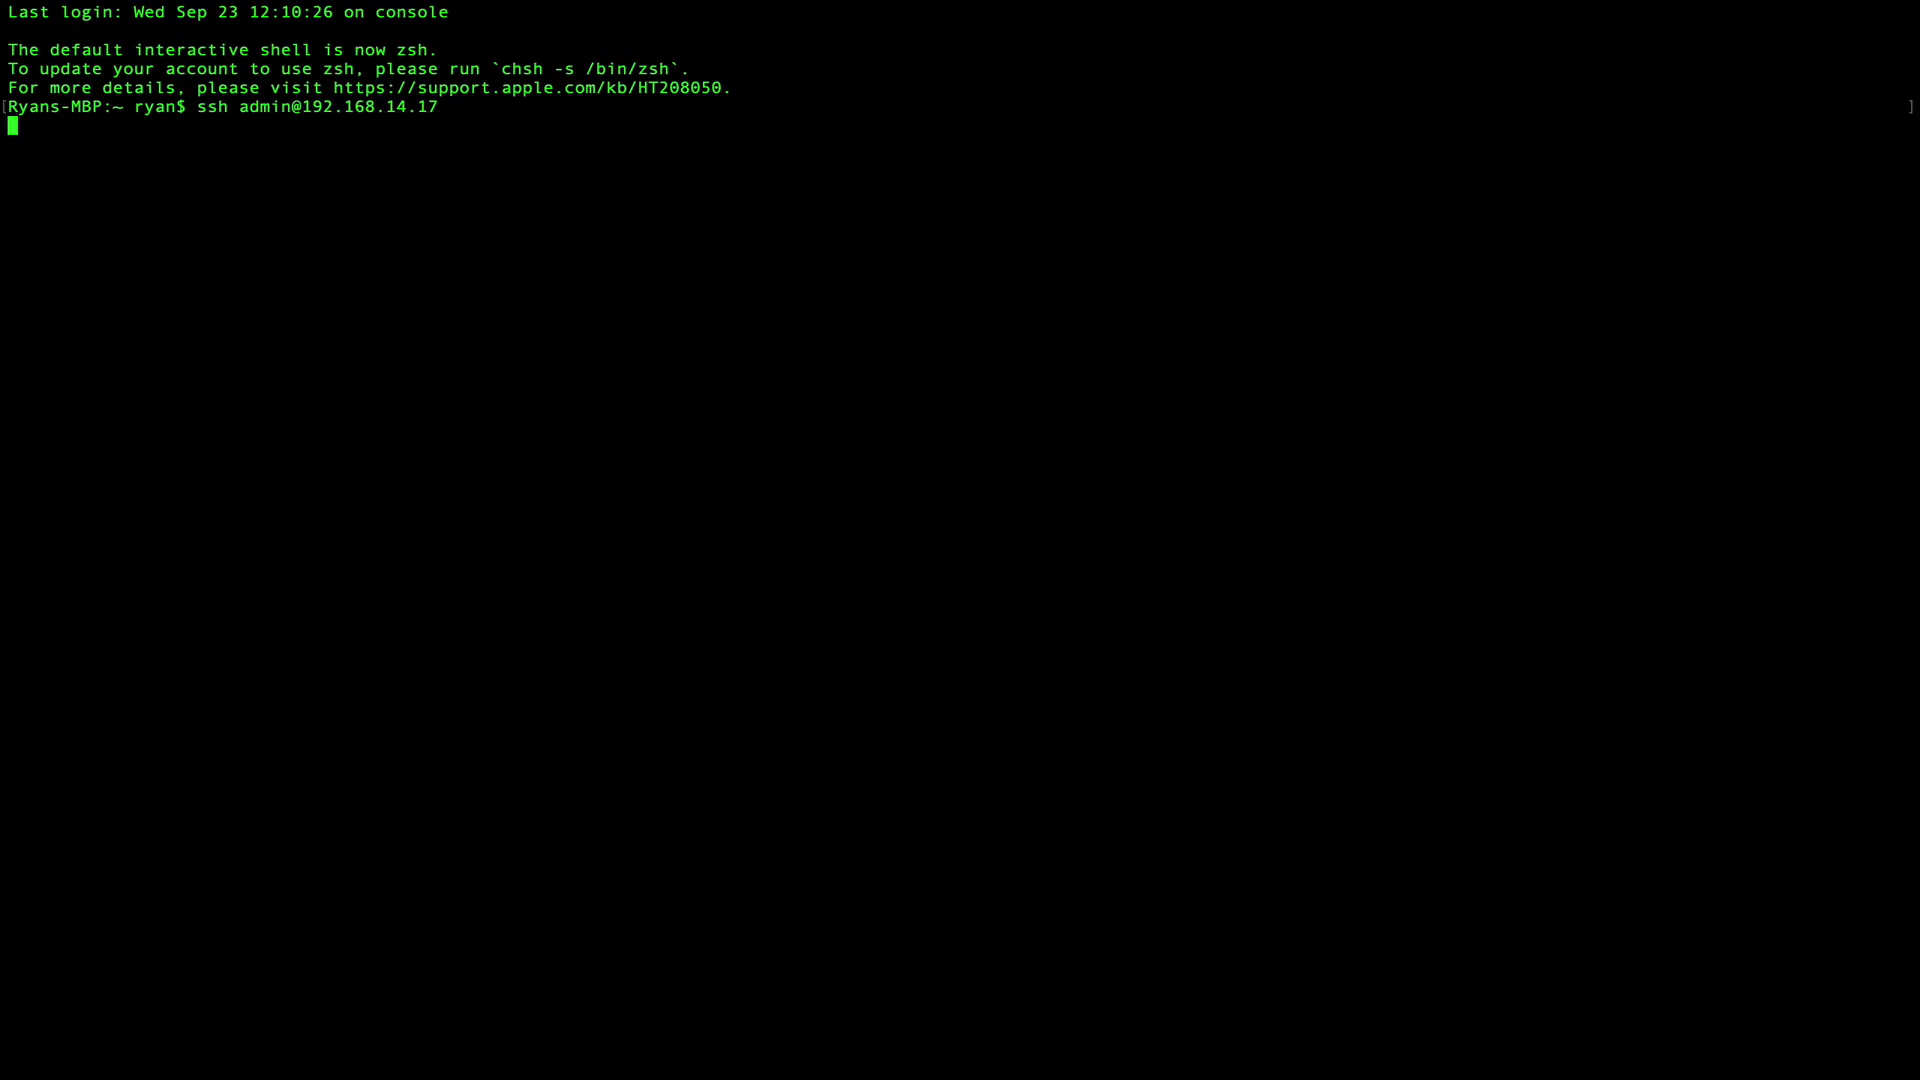 Last login: Wed Sep 23 12:10:26 on console
The default interactive shell is now zsh.
To update your account to use zsh, please run `chsh -s /bin/zsh`.
For more details, please visit https://support.apple.com/kb/HT208050.
[Ryans-MBP:~ ryan$ ssh admin@192.168.14.17 ]